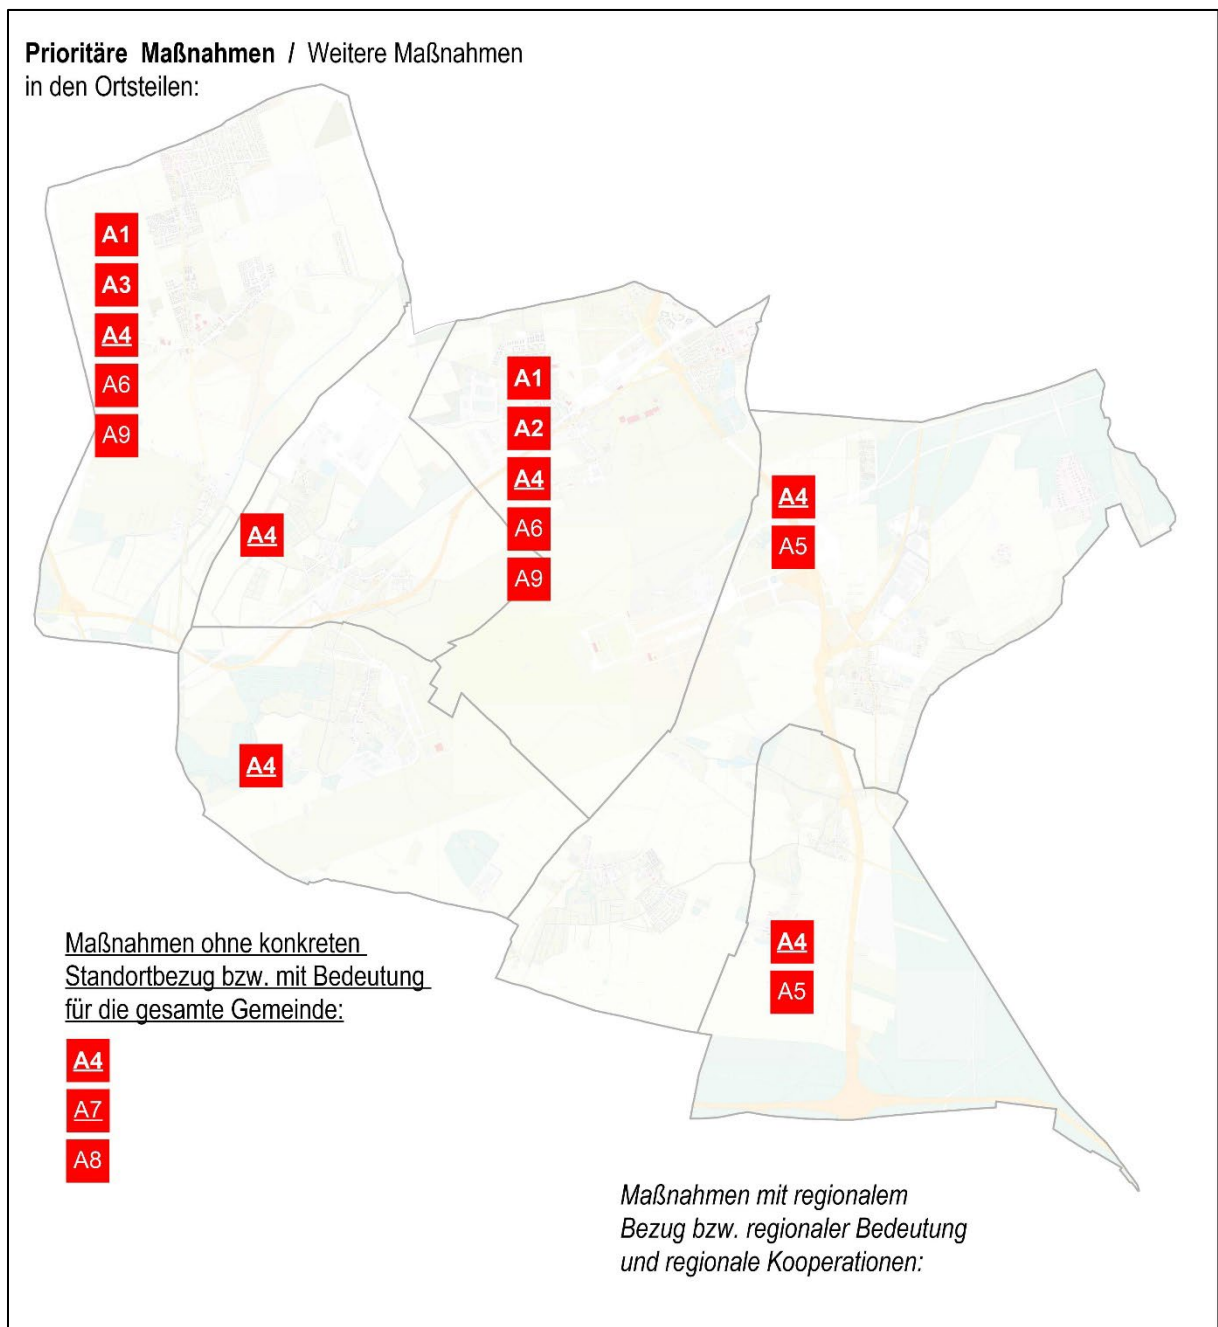 Prioritäre Maßnahmen / Weitere Maßnahmen
in den Ortsteilen:
A1
A3
A4
A6
A9
A4
A4
A1
A2
A4
A6
A9
A4
A5
A4
A5
Maßnahmen ohne konkreten
Standortbezug bzw. mit Bedeutung
für die gesamte Gemeinde:
A4
A7
A8
Maßnahmen mit regionalem
Bezug bzw. regionaler Bedeutung
und regionale Kooperationen: